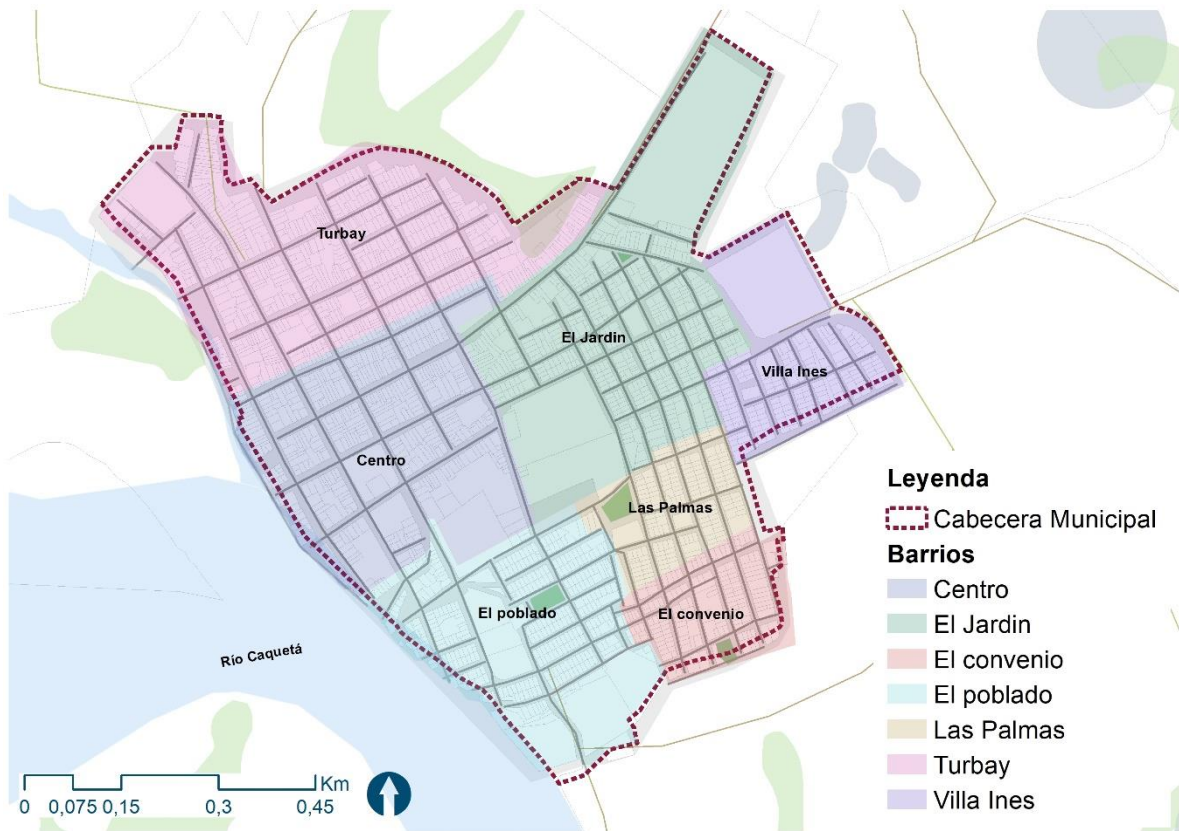 Turbay
El Jardin
Villa Ines
Centro
Las Palmas
El poblado
El convenio
Río Caquetá
Leyenda
Cabecera Municipal
Barrios
Centro
El Jardin
El convenio
El poblado
Las Palmas
Turbay
Villa Ines
Km
0 0,075 0,15 0,3 0,45